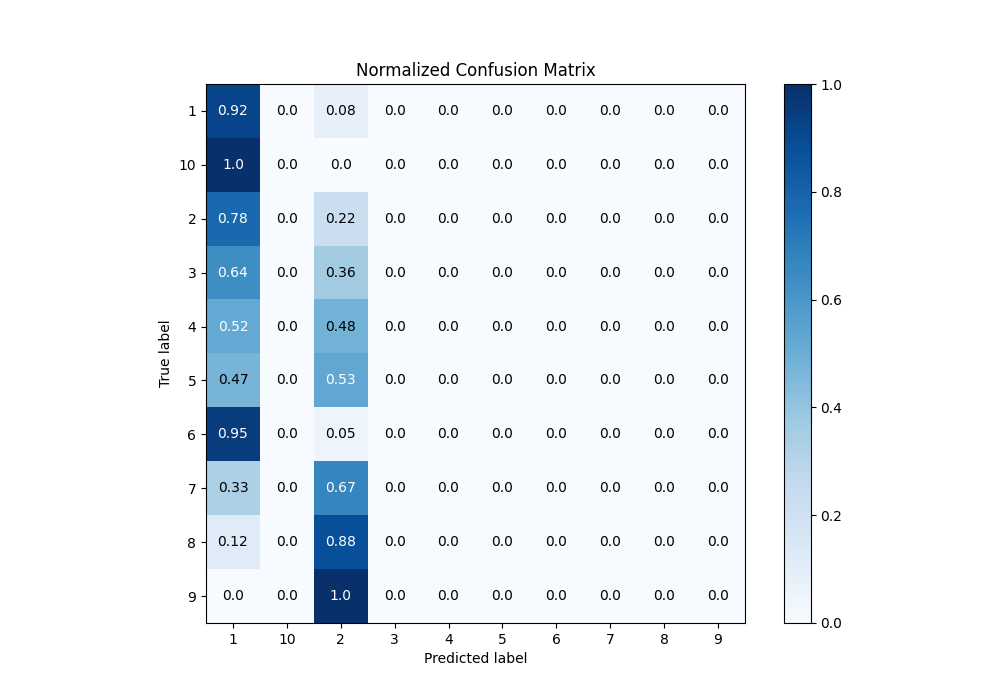 Normalized Confusion Matrix
True label
1 0.92 0.0 0.08 0.0 0.0 0.0 0.0 0.0 0.0 0.0
10 1.0 0.0 0.0 0.0 0.0 0.0 0.0 0.0 0.0 0.0
2 0.78 0.0 0.22 0.0 0.0 0.0 0.0 0.0 0.0 0.0
3 0.64 0.0 0.36 0.0 0.0 0.0 0.0 0.0 0.0 0.0
4 0.52 0.0 0.48 0.0 0.0 0.0 0.0 0.0 0.0 0.0
5 0.47 0.0 0.53 0.0 0.0 0.0 0.0 0.0 0.0 0.0
6 0.95 0.0 0.05 0.0 0.0 0.0 0.0 0.0 0.0 0.0
7 0.33 0.0 0.67 0.0 0.0 0.0 0.0 0.0 0.0 0.0
8 0.12 0.0 0.88 0.0 0.0 0.0 0.0 0.0 0.0 0.0
9 0.0 0.0 1.0 0.0 0.0 0.0 0.0 0.0 0.0 0.0
1 10 2 3 4 5 6 7 8 9
Predicted label
1.0
0.8
0.6
0.4
0.2
0.0